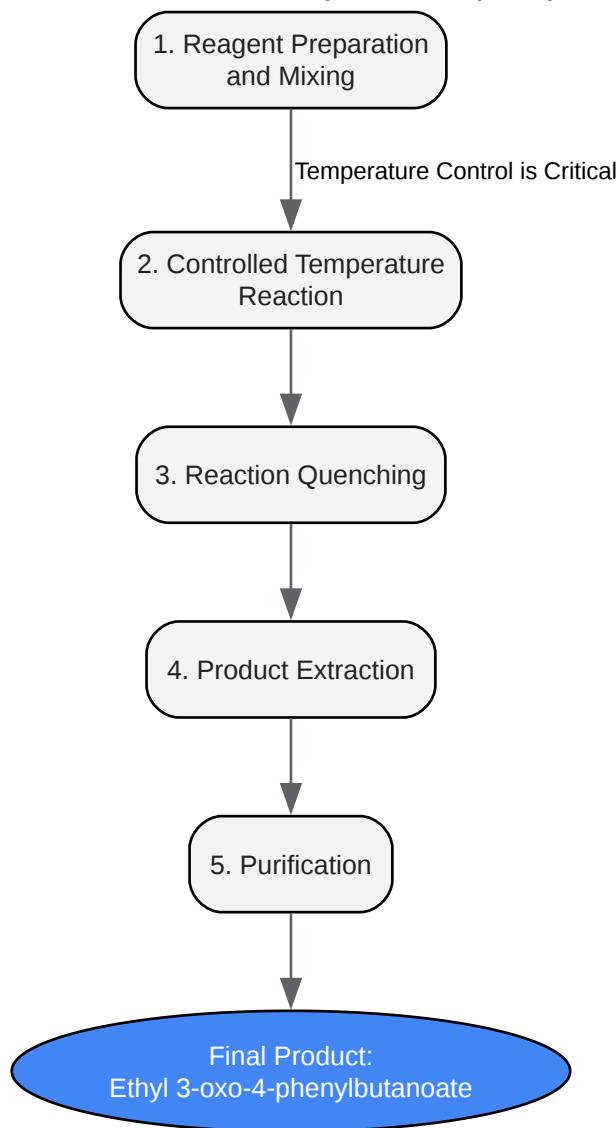 1. Reagent Preparation
and Mixing
Temperature Control is Critical
2. Controlled Temperature
Reaction
3. Reaction Quenching
4. Product Extraction
5. Purification
Final Product:
Ethyl 3-oxo-4-phenylbutanoate